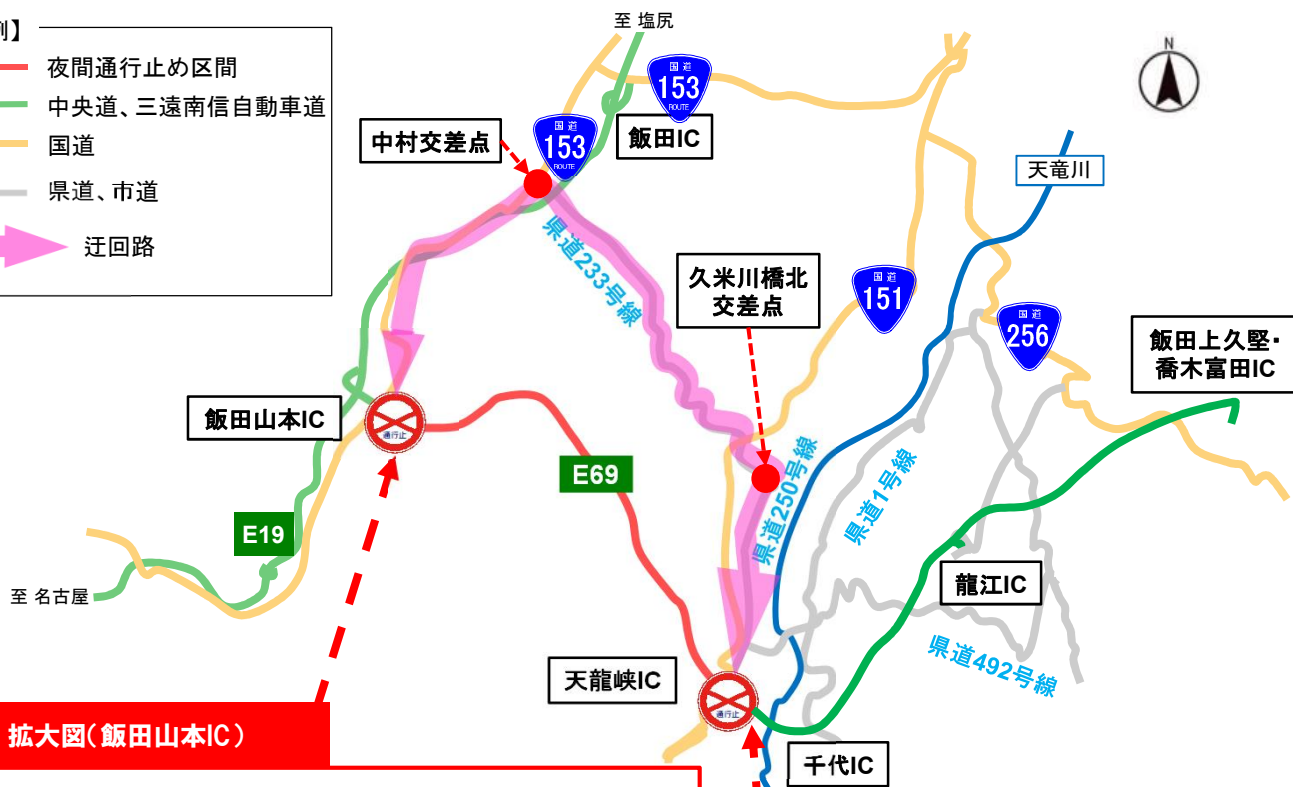 例】
夜間通行止め区間
中央道、三遠南信自動車道
国道
県道、市道
迂回路
至 塩尻
国道
153
ROUTE
N
中村交差点
国道
153
ROUTE
飯田IC
天竜川
県道233号線
久米川橋北
交差点
国道
151
国道
256
飯田上久堅・
喬木富田IC
飯田山本IC
通行止
E69
県道250号線
県道1号線
E19
至 名古屋
龍江IC
県道492号線
天龍峡IC
通行止
千代IC
拡大図(飯田山本IC)